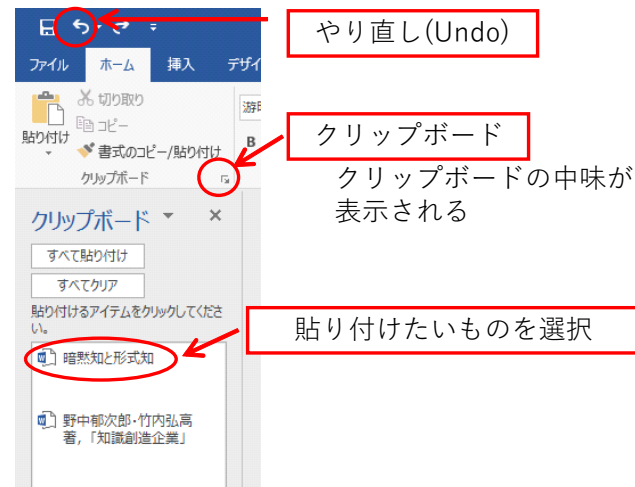 やり直し(Undo)
ファイル ホーム 挿入 デザイ
切り取り
コピー
貼り付け
書式のコピー/貼り付け
クリップボード
游明
B
クリップボード
クリップボードの中味が
表示される
クリップボード
すべて貼り付け
すべてクリア
貼り付けるアイテムをクリックしてくださ
い。
貼り付けたいものを選択
暗黙知と形式知
野中郁次郎・竹内弘高
著,「知識創造企業」